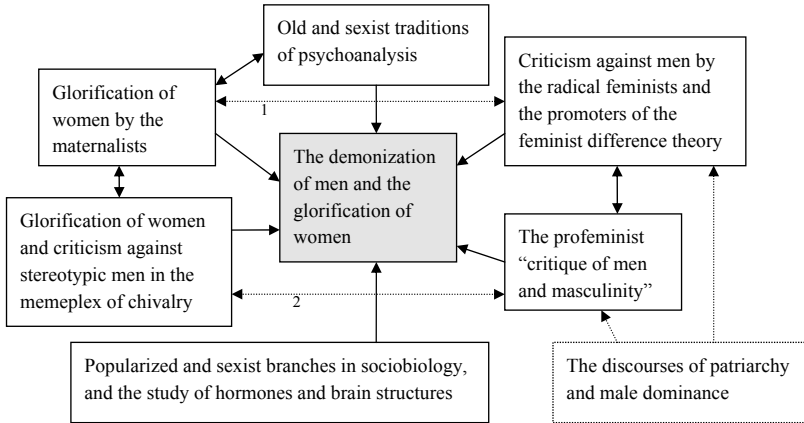 Old and sexist traditions
of psychoanalysis
Glorification of
women by the
maternalists
Criticism against men by
the radical feminists and
the promoters of the
feminist difference theory
1
The demonization
of men and the
glorification of
women
Glorification of women
and criticism against
stereotypic men in the
memeplex of chivalry
The profeminist
“critique of men
and masculinity”
2
Popularized and sexist branches in sociobiology,
and the study of hormones and brain structures
The discourses of patriarchy
and male dominance